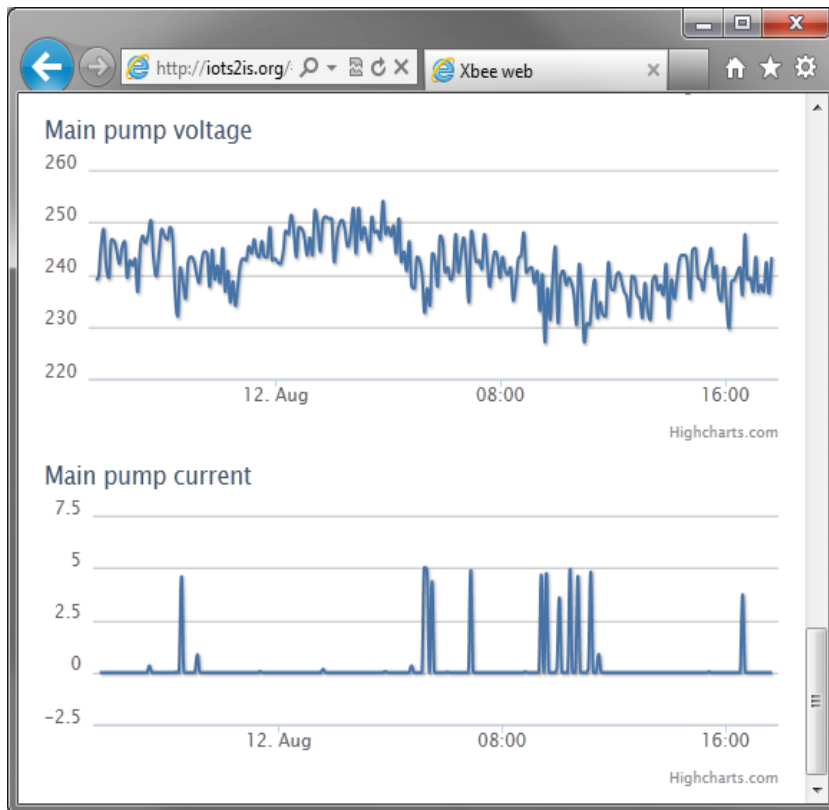 http://iots2is.org/
Xbee web
Main pump voltage
260
250
240
230
220
12. Aug 08:00 16:00
Highcharts.com
Main pump current
7.5
5
2.5
0
−2.5
12. Aug 08:00 16:00
Highcharts.com